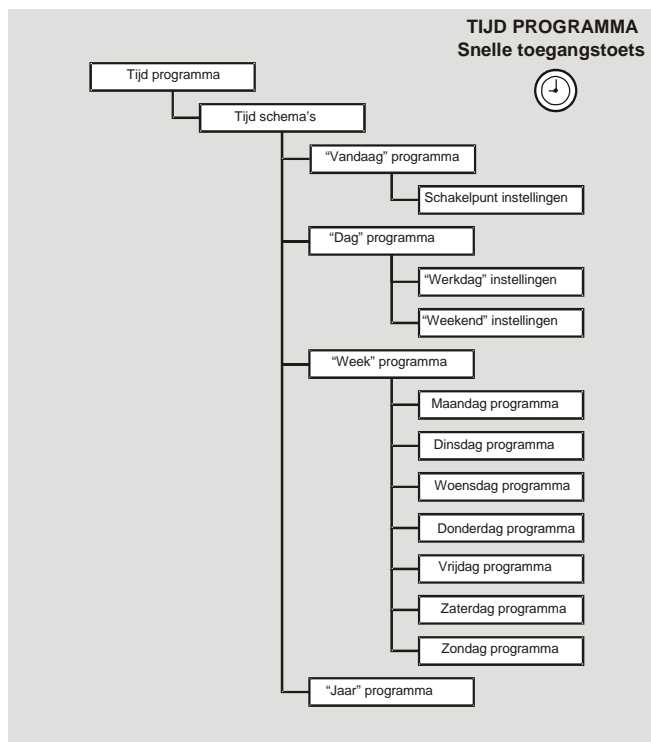 TIJD PROGRAMMA
Snelle toegangstoets
Tijd programma
Tijd schema's
“Vandaag” programma
Schakelpunt instellingen
“Dag” programma
“Werkdag” instellingen
“Weekend” instellingen
“Week” programma
Maandag programma
Dinsdag programma
Woensdag programma
Donderdag programma
Vrijdag programma
Zaterdag programma
Zondag programma
“Jaar” programma